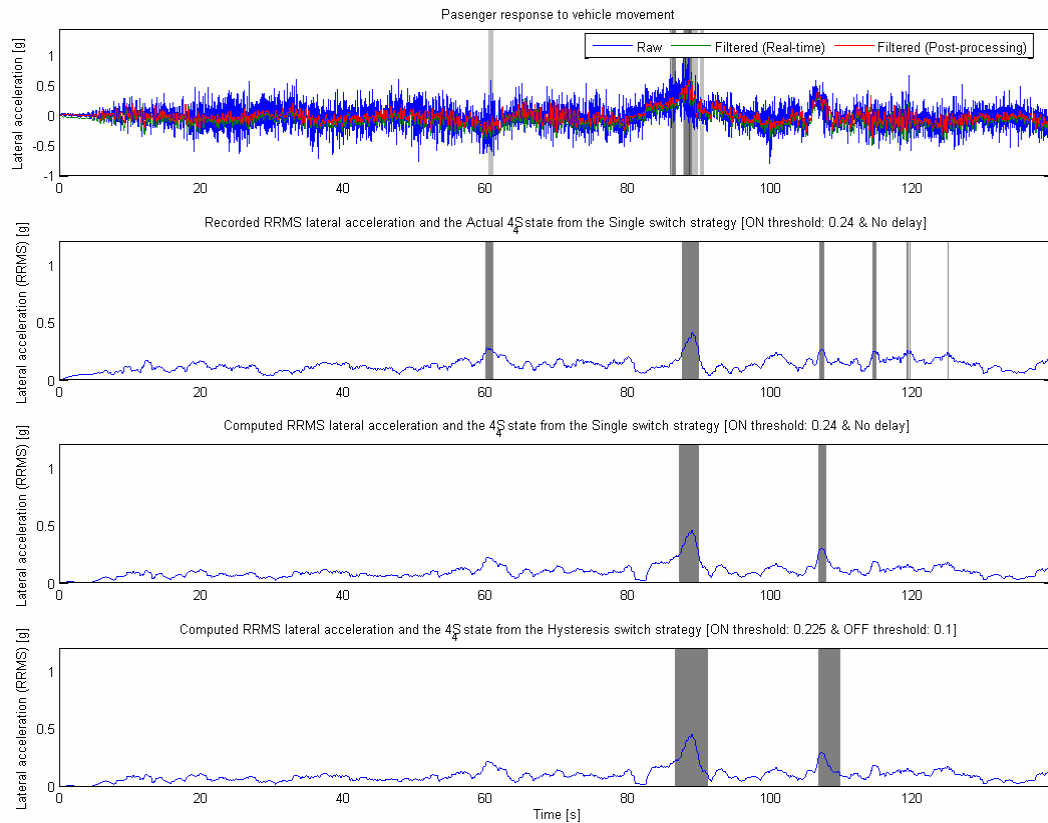 Pasenger response to vehicle movement
Lateral acceleration [g]
1
0.5
0
-0.5
-1
Raw
Filtered (Real-time)
Filtered (Post-processing)
0 20 40 60 80 100 120
Recorded RRMS lateral acceleration and the Actual 4S4 state from the Single switch strategy [ON threshold: 0.24 & No delay]
Lateral acceleration (RRMS) [g]
1
0.5
0
0 20 40 60 80 100 120
Computed RRMS lateral acceleration and the 4S4 state from the Single switch strategy [ON threshold: 0.24 & No delay]
Lateral acceleration (RRMS) [g]
1
0.5
0
0 20 40 60 80 100 120
Computed RRMS lateral acceleration and the 4S4 state from the Hysteresis switch strategy [ON threshold: 0.225 & OFF threshold: 0.1]
Lateral acceleration (RRMS) [g]
1
0.5
0
0 20 40 60 80 100 120
Time [s]